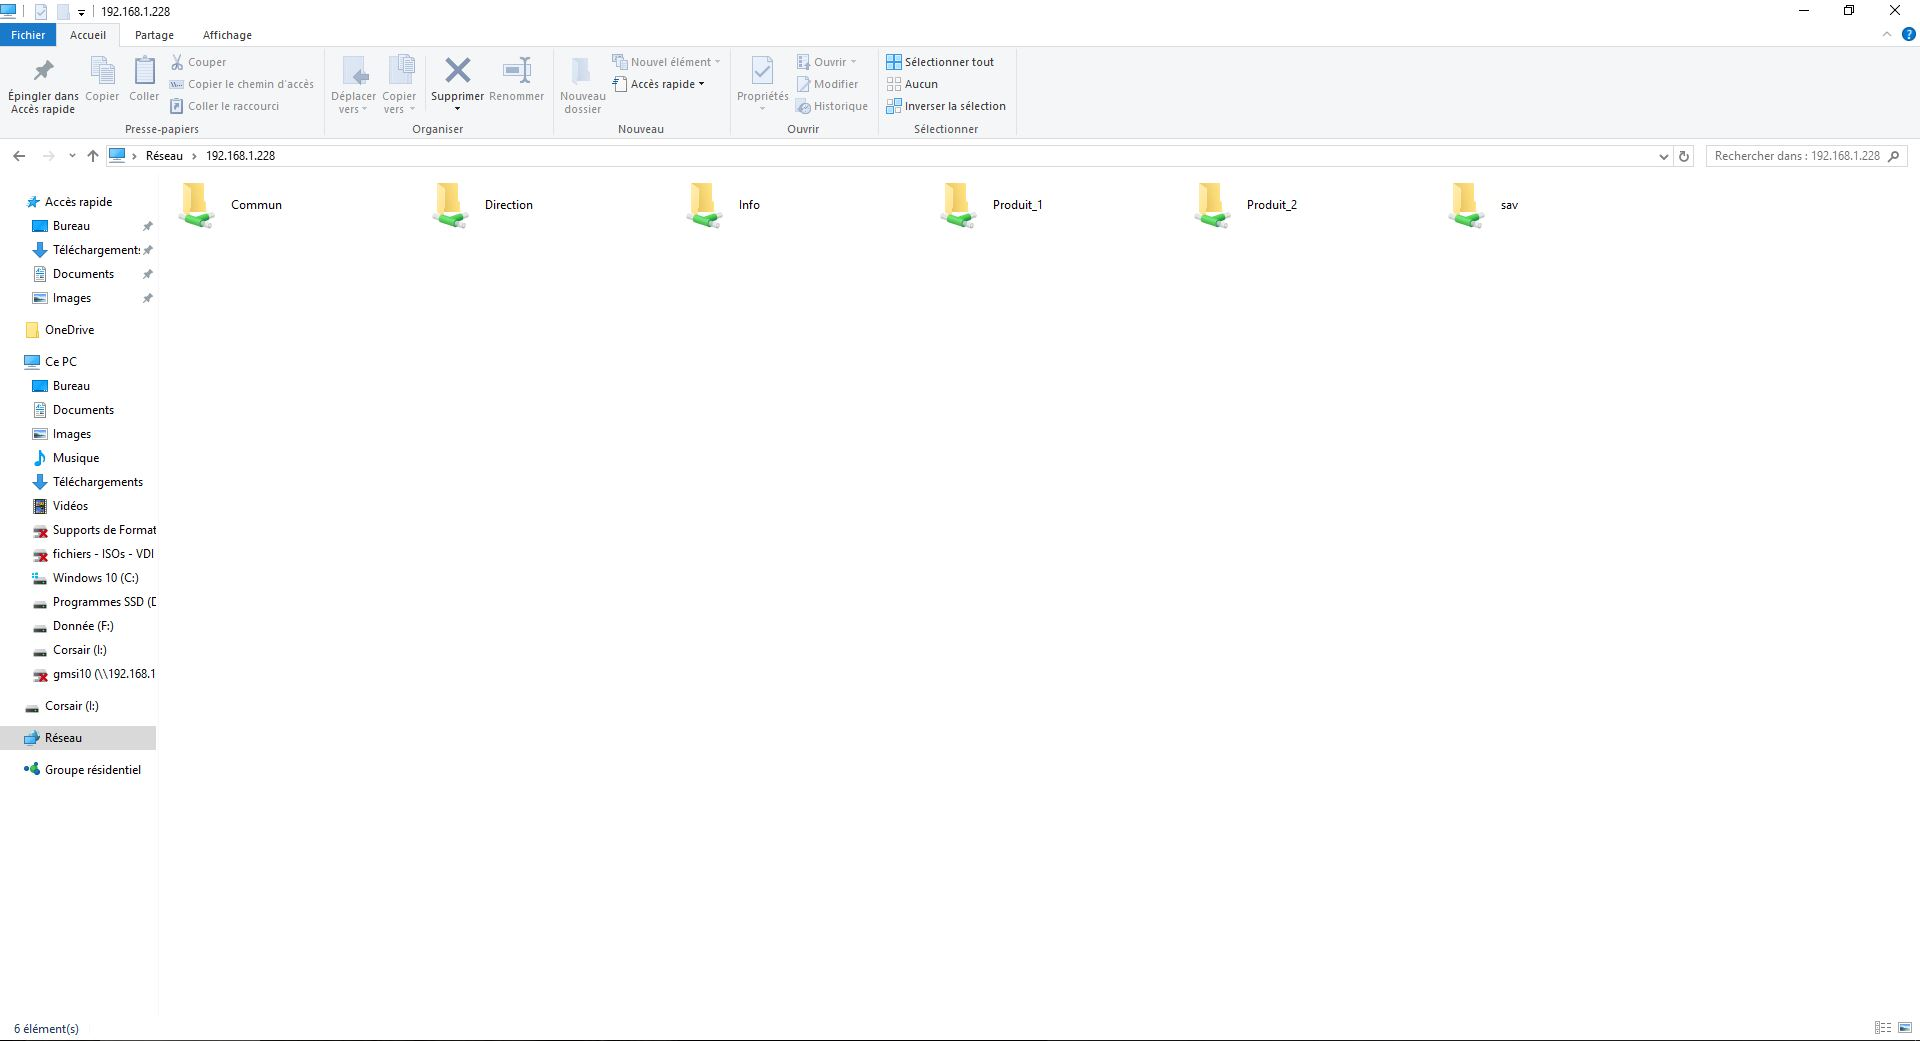 192.168.1.228
Fichier
Accueil
Partage
Affichage
Épingler dans
Accès rapide
Copier
Coller
Couper
Copier le chemin d'accès
Coller le raccourci
Presse-papiers
Déplacer
vers
Copier
vers
Supprimer
Renommer
Organiser
Nouveau
dossier
Nouvel élément
Accès rapide
Nouveau
Propriétés
Ouvrir
Modifier
Historique
Ouvrir
Sélectionner tout
Aucun
Inverser la sélection
Sélectionner
Réseau
192.168.1.228
Rechercher dans : 192.168.1.228
Accès rapide
Bureau
Téléchargements
Documents
Images
OneDrive
Ce PC
Bureau
Documents
Images
Musique
Téléchargements
Vidéos
Supports de Format
fichiers - ISOs - VDI
Windows 10 (C:)
Programmes SSD (D
Donnée (F:)
Corsair (I:)
gmsi10 (\\192.168.1
Corsair (I:)
Réseau
Groupe résidentiel
Commun
Direction
Info
Produit_1
Produit_2
sav
6 élément(s)